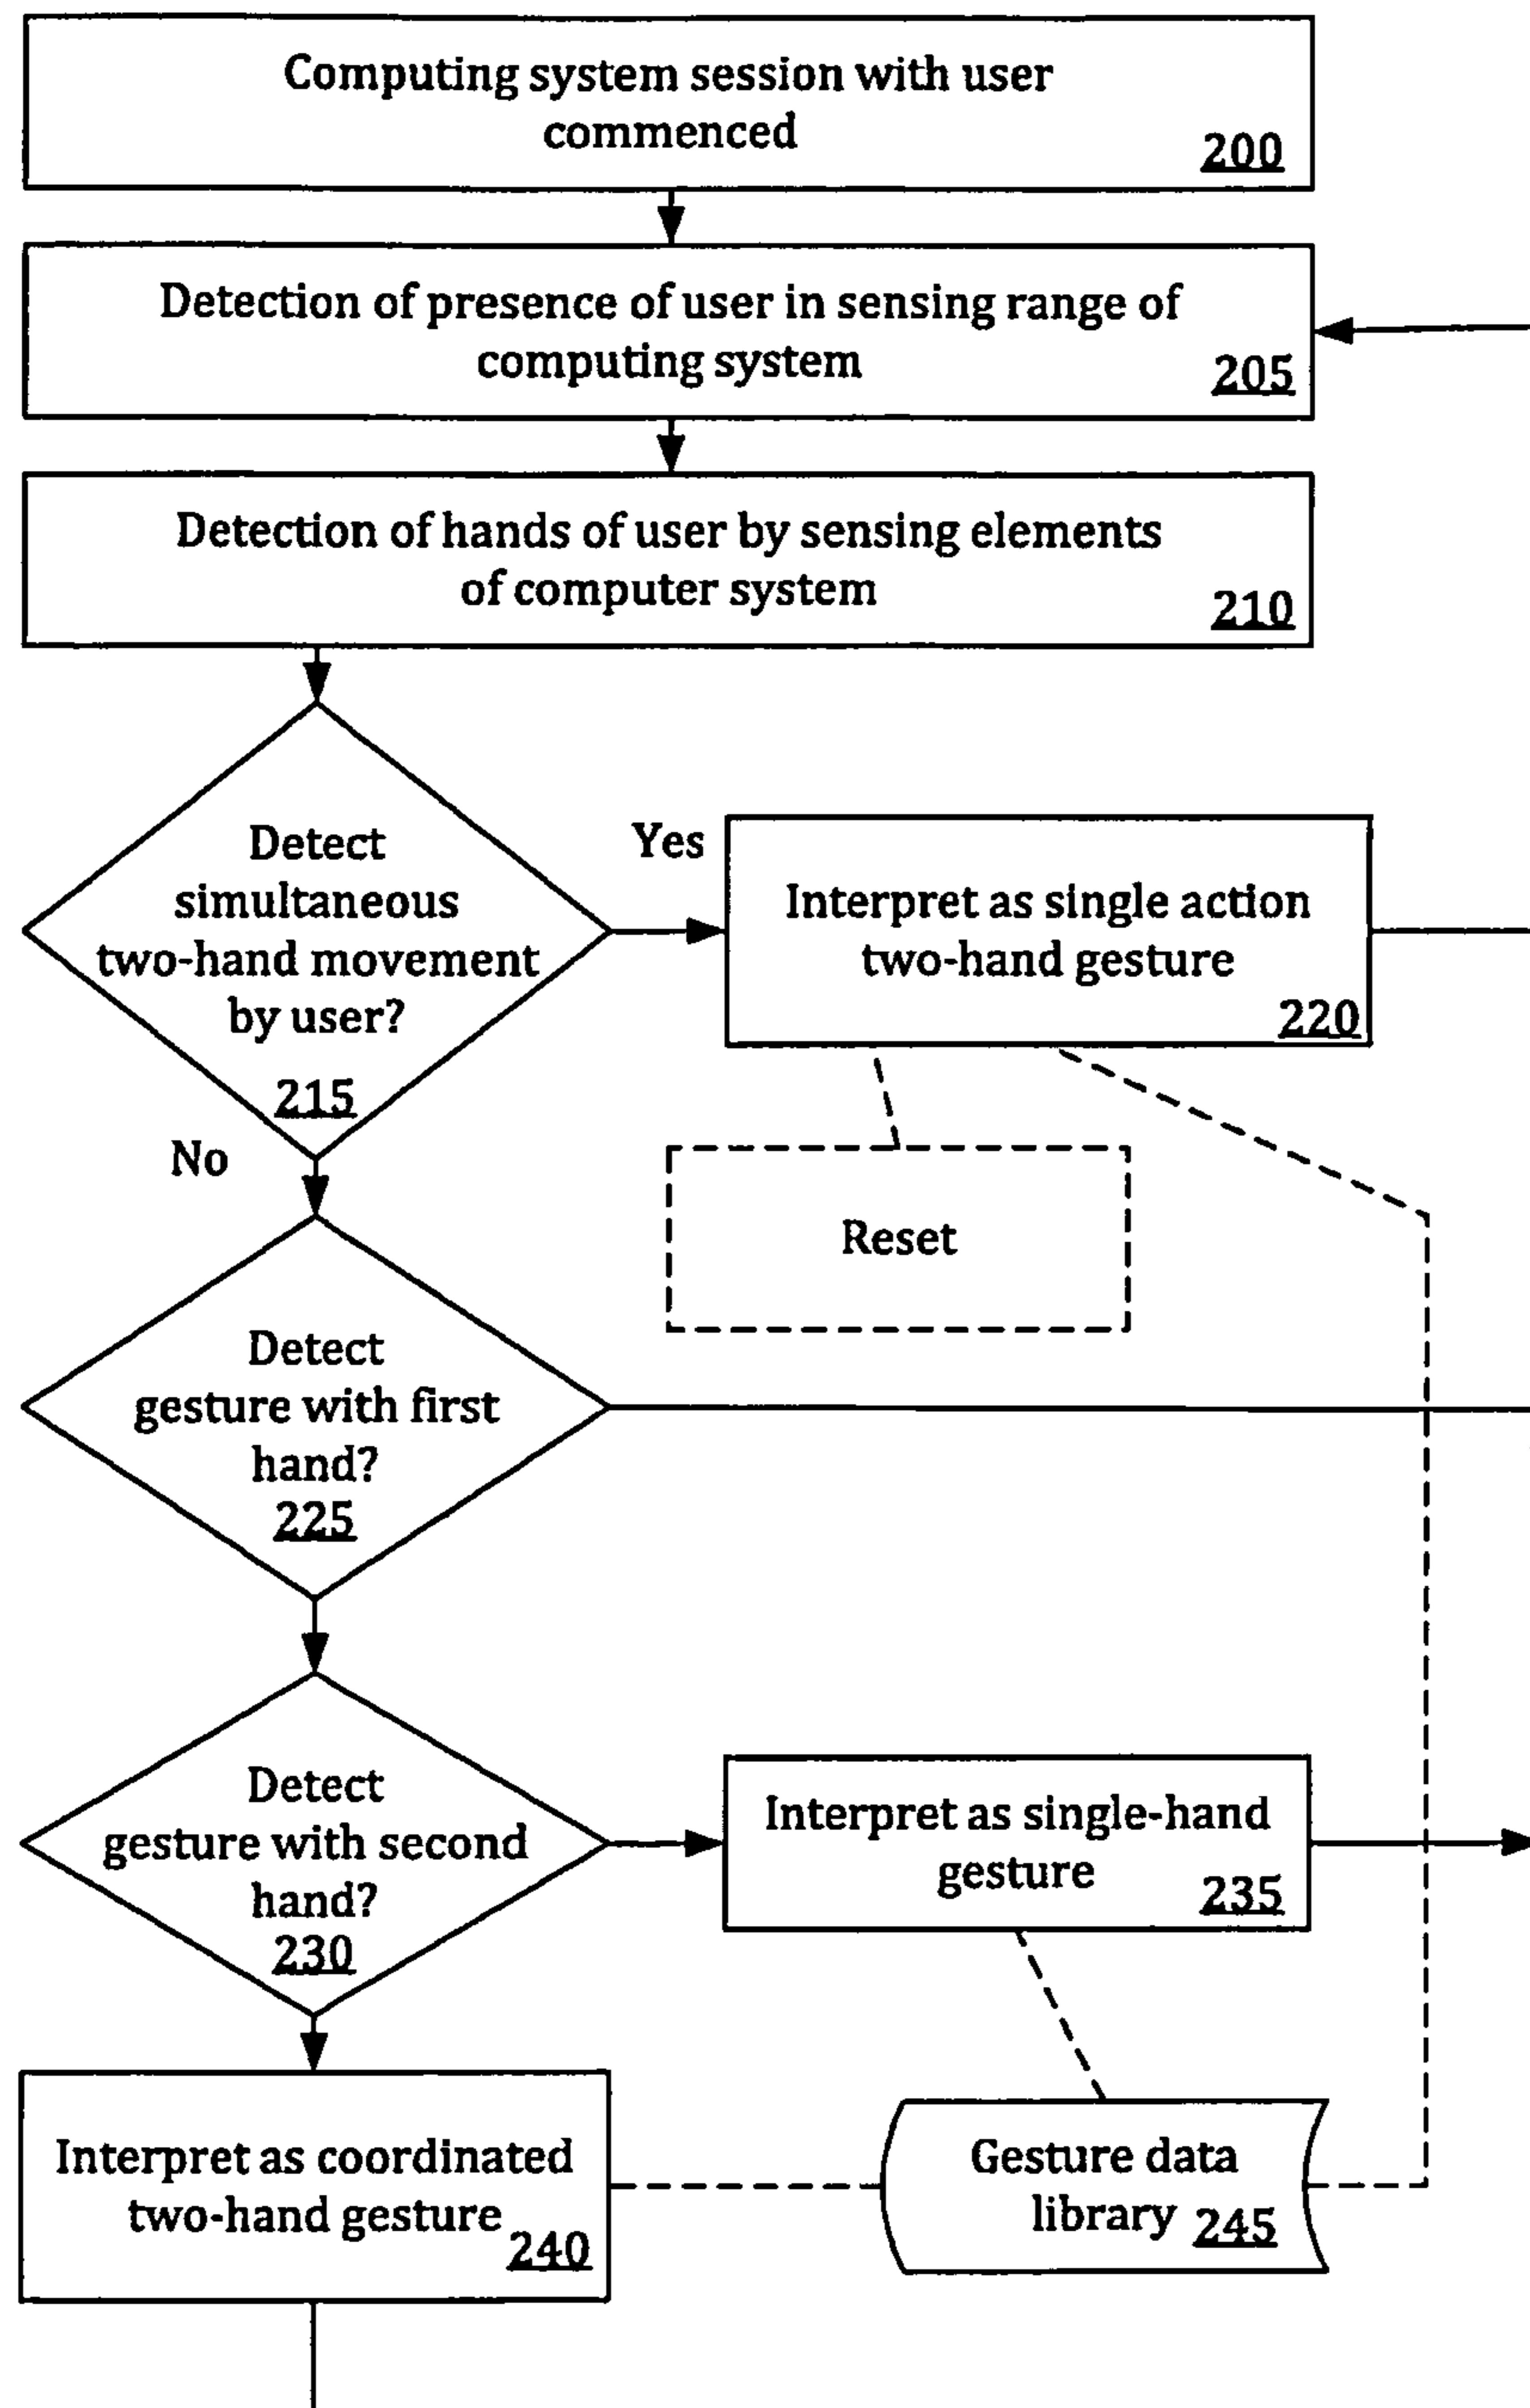 Computing system session with user
commenced
200
Detection of presence of user in sensing range of
computing system
205
Detection of hands of user by sensing elements
of computer system
210
Detect
simultaneous
two-hand movement
by user?
215
Yes
Interpret as single action
two-hand gesture
220
No
Reset
Detect
gesture with first
hand?
225
Detect
gesture with second
hand?
230
Interpret as single-hand
gesture
235
Interpret as coordinated
two-hand gesture
240
Gesture data
library 245